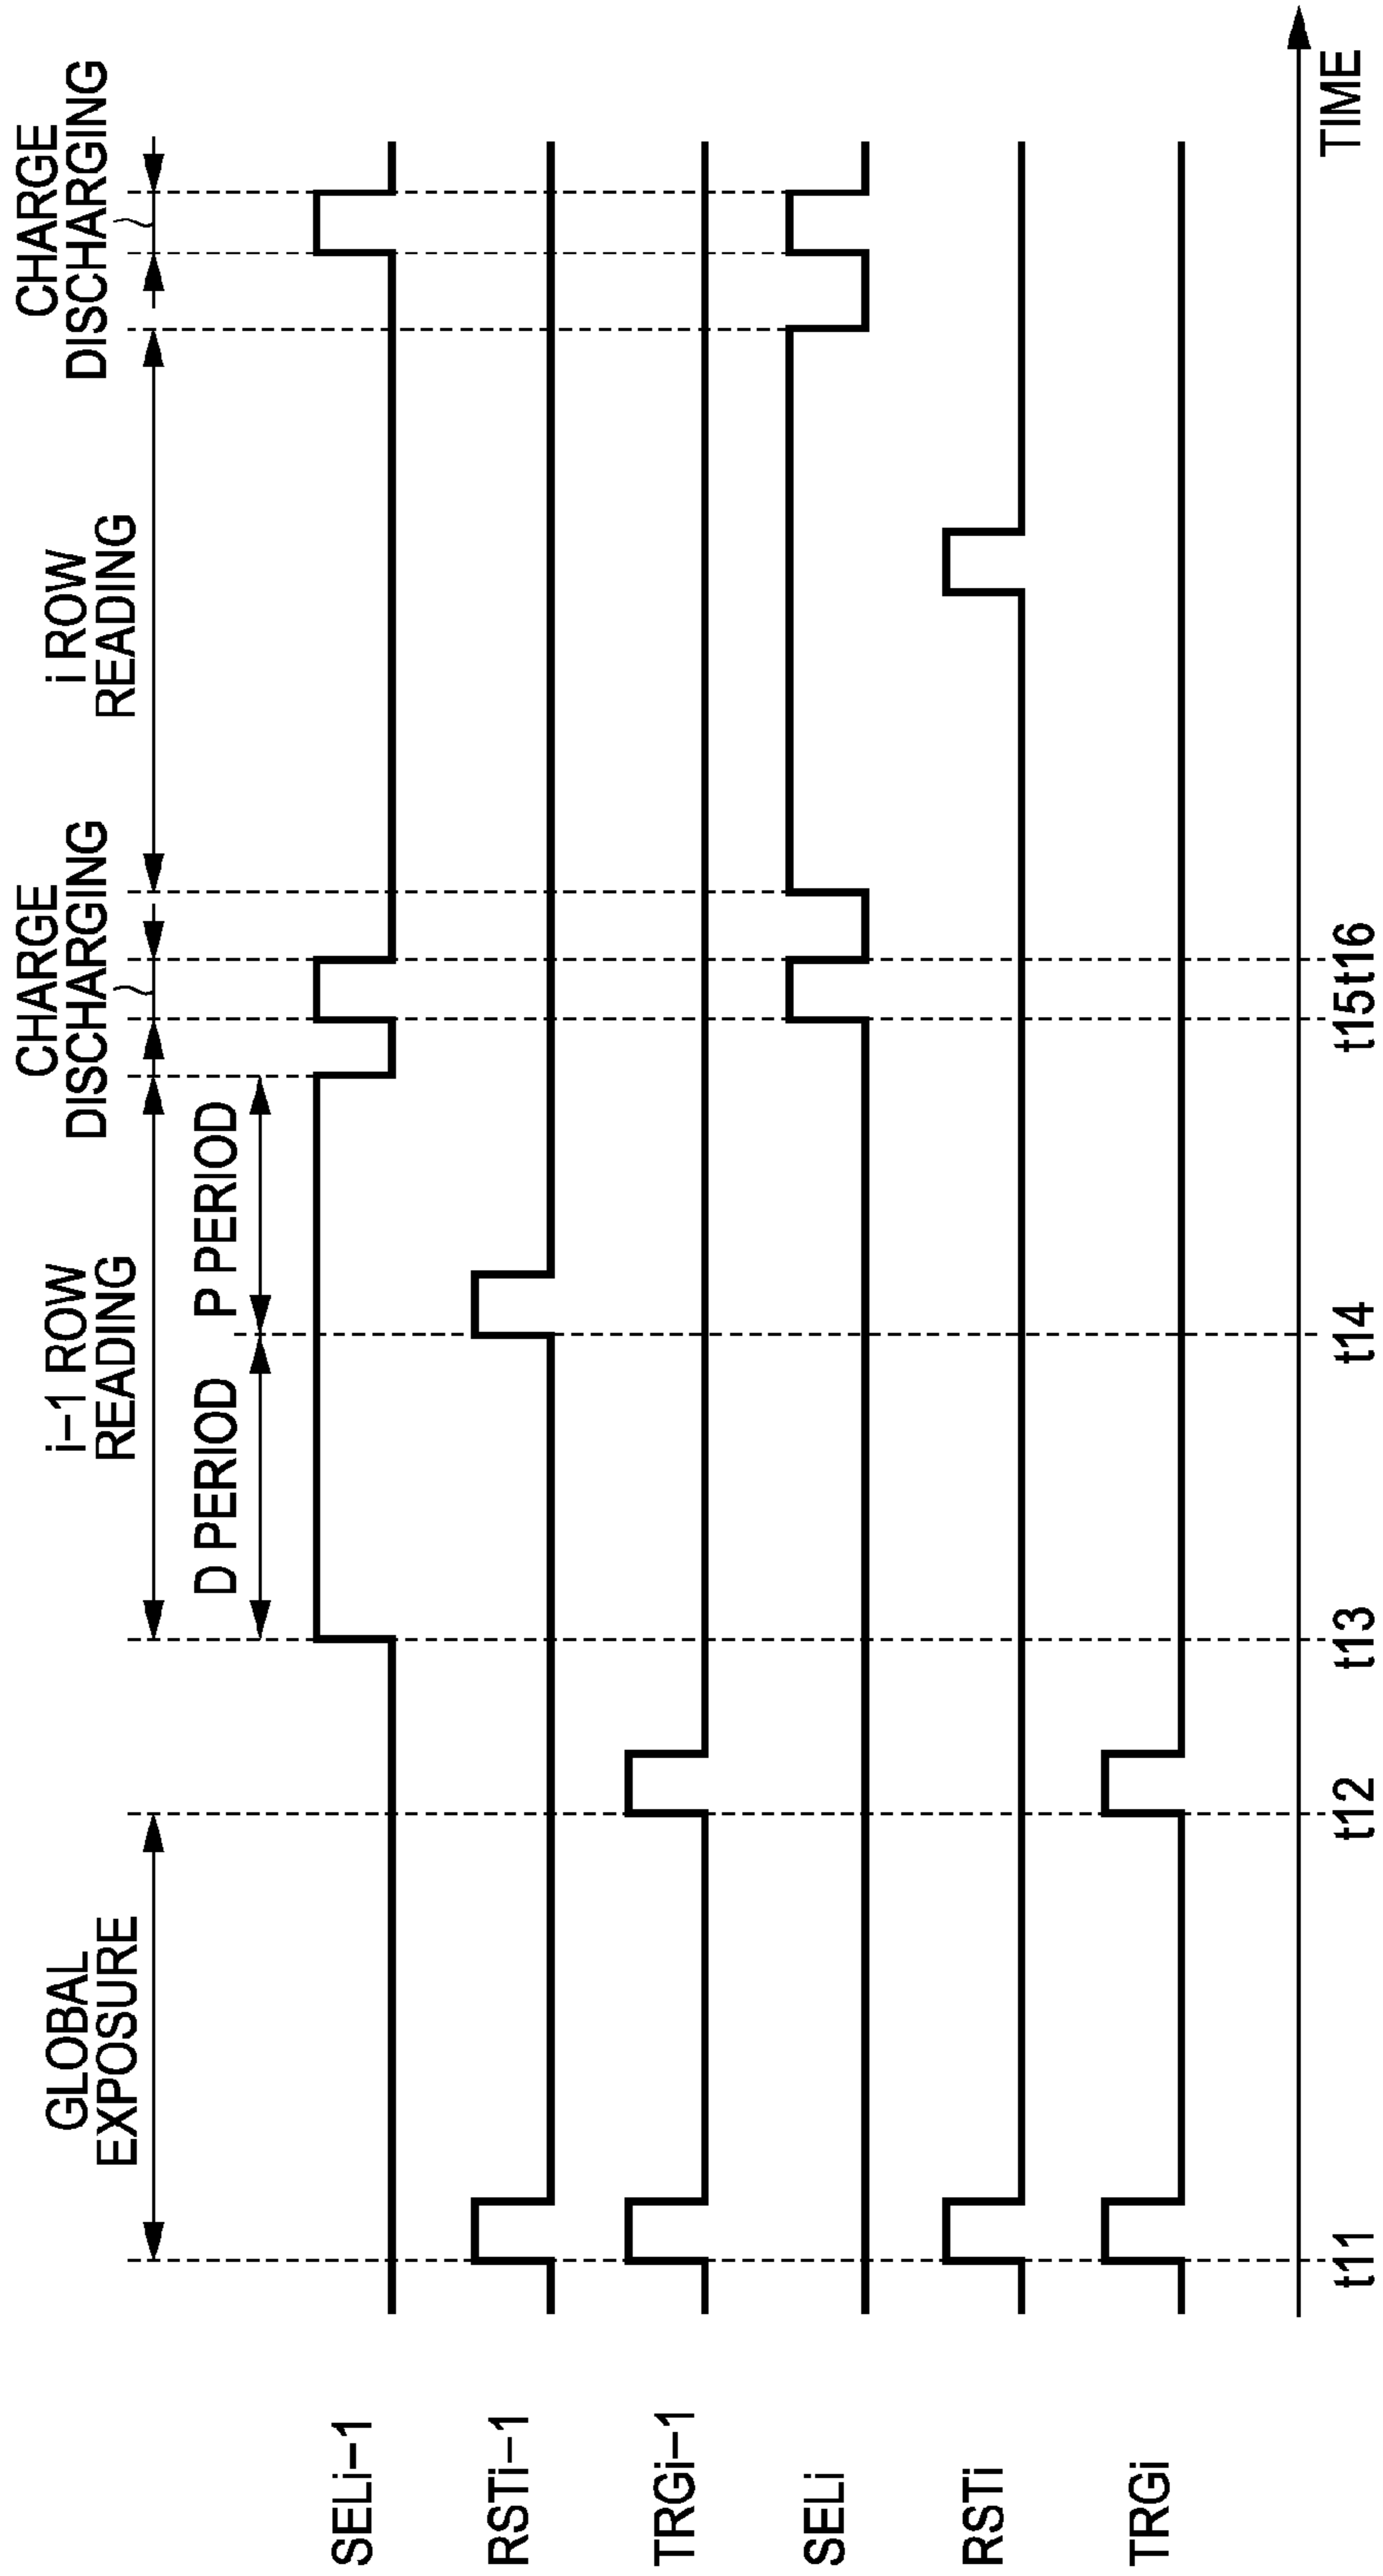 GLOBAL
EXPOSURE
i−1 ROW
READING
CHARGE
DISCHARGING
i ROW
READING
CHARGE
DISCHARGING
D PERIOD
P PERIOD
SELi−1
RSTi−1
TRGi−1
SELi
RSTi
TRGi
t11
t12
t13
t14
t15
t16
TIME